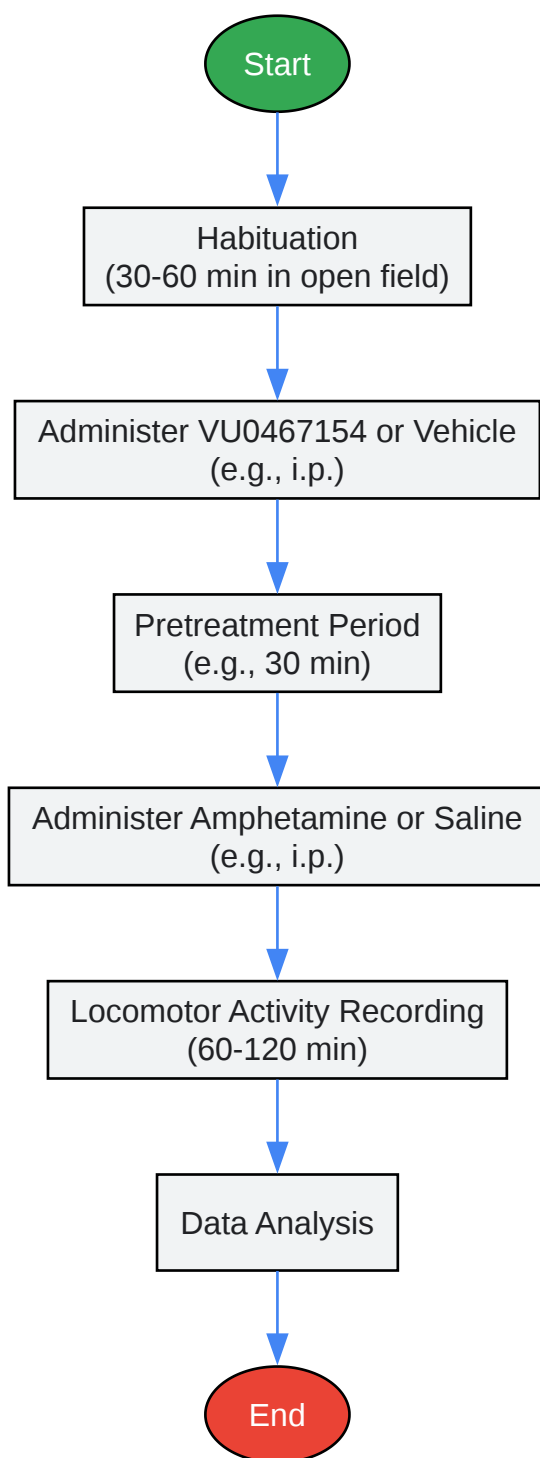 Start
Habituation
(30-60 min in open field)
Administer VU0467154 or Vehicle
(e.g., i.p.)
Pretreatment Period
(e.g., 30 min)
Administer Amphetamine or Saline
(e.g., i.p.)
Locomotor Activity Recording
(60-120 min)
Data Analysis
End